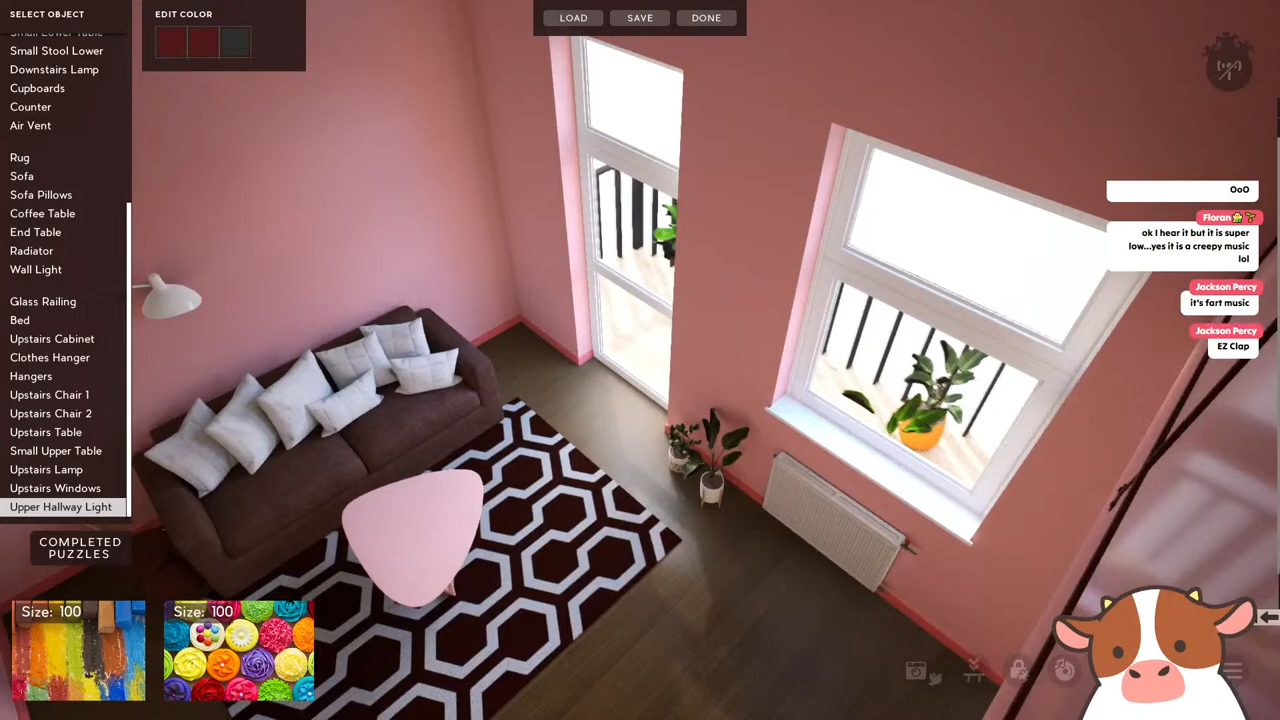 SELECT OBJECT
EDIT COLOR
LOAD
SAVE
DONE
Small Lower Table
Small Stool Lower
Downstairs Lamp
Cupboards
Counter
Air Vent
Rug
Sofa
Sofa Pillows
Coffee Table
End Table
Radiator
Wall Light
Glass Railing
Bed
Upstairs Cabinet
Clothes Hanger
Hangers
Upstairs Chair 1
Upstairs Chair 2
Upstairs Table
Small Upper Table
Upstairs Lamp
Upstairs Windows
Upper Hallway Light
COMPLETED
PUZZLES
Size: 100
Size: 100
OoO
Floran
ok I hear it but it is super
low...yes it is a creepy music
lol
Jackson Percy
it's fart music
Jackson Percy
EZ Clap